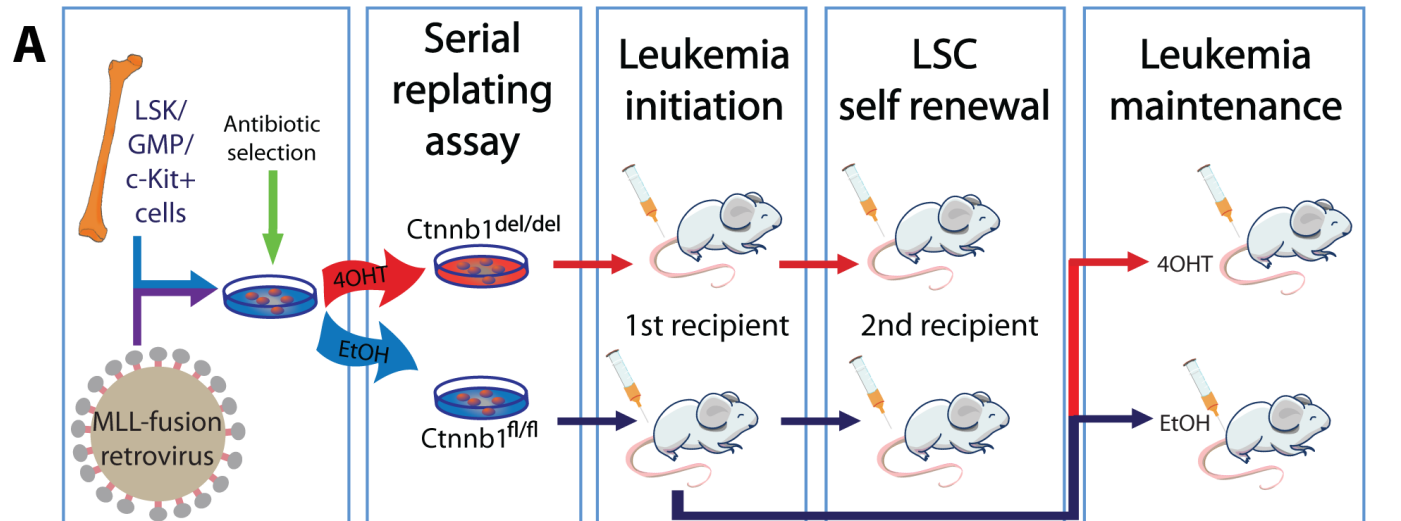 A
LSK/
GMP/
c-Kit+
cells
Antibiotic
selection
MLL-fusion
retrovirus
4OHT
EtOH
Serial
replating
assay
Ctnnb1del/del
Ctnnb1fl/fl
Leukemia
initiation
1st recipient
LSC
self renewal
2nd recipient
Leukemia
maintenance
4OHT
EtOH